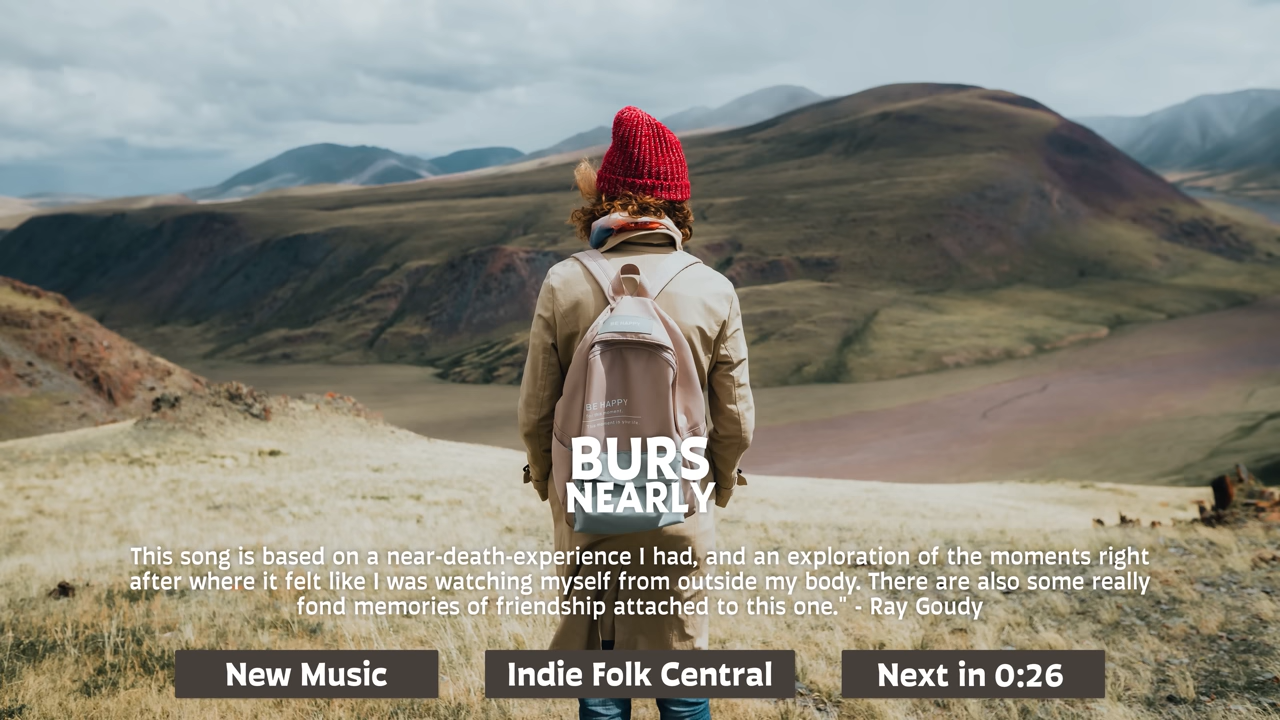 BE HAPPY
BURS
NEARLY
This song is based on a near-death-experience I had, and an exploration of the moments right
after where it felt like I was watching myself from outside my body. There are also some really
fond memories of friendship attached to this one." - Ray Goudy
New Music
Indie Folk Central
Next in 0:26